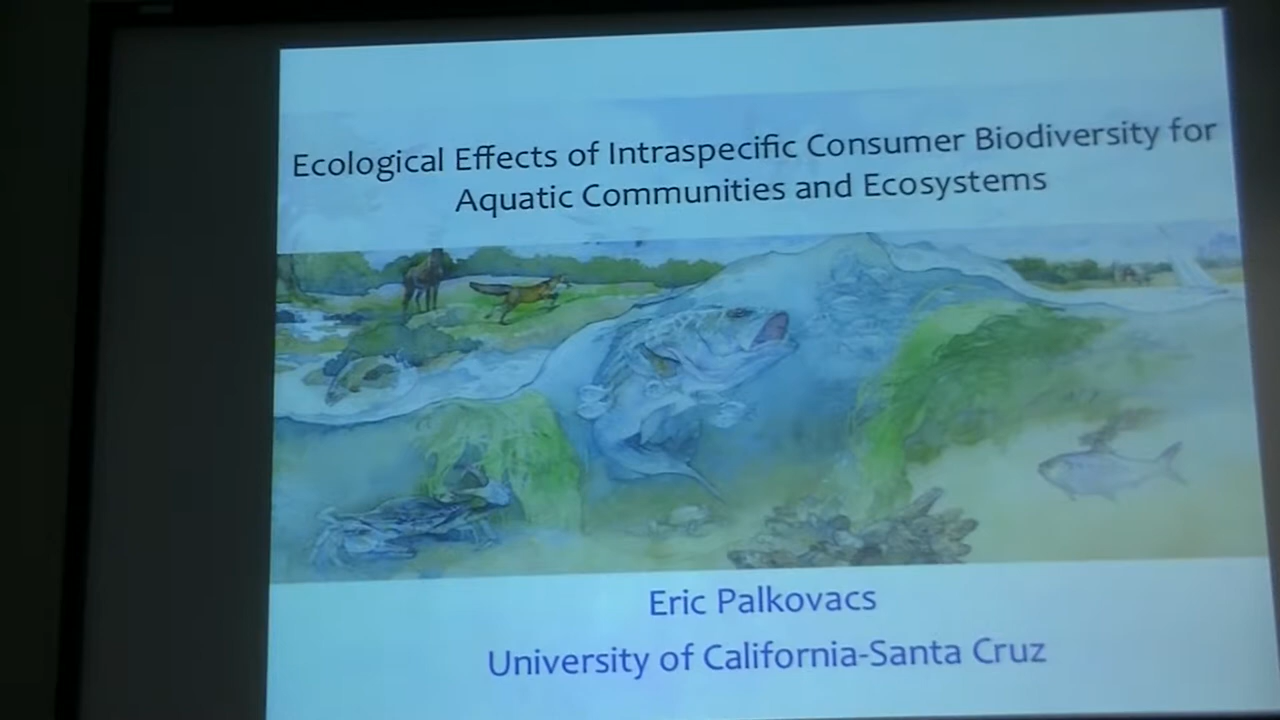 Ecological Effects of Intraspecific Consumer Biodiversity for
Aquatic Communities and Ecosystems
Eric Palkovacs
University of California-Santa Cruz